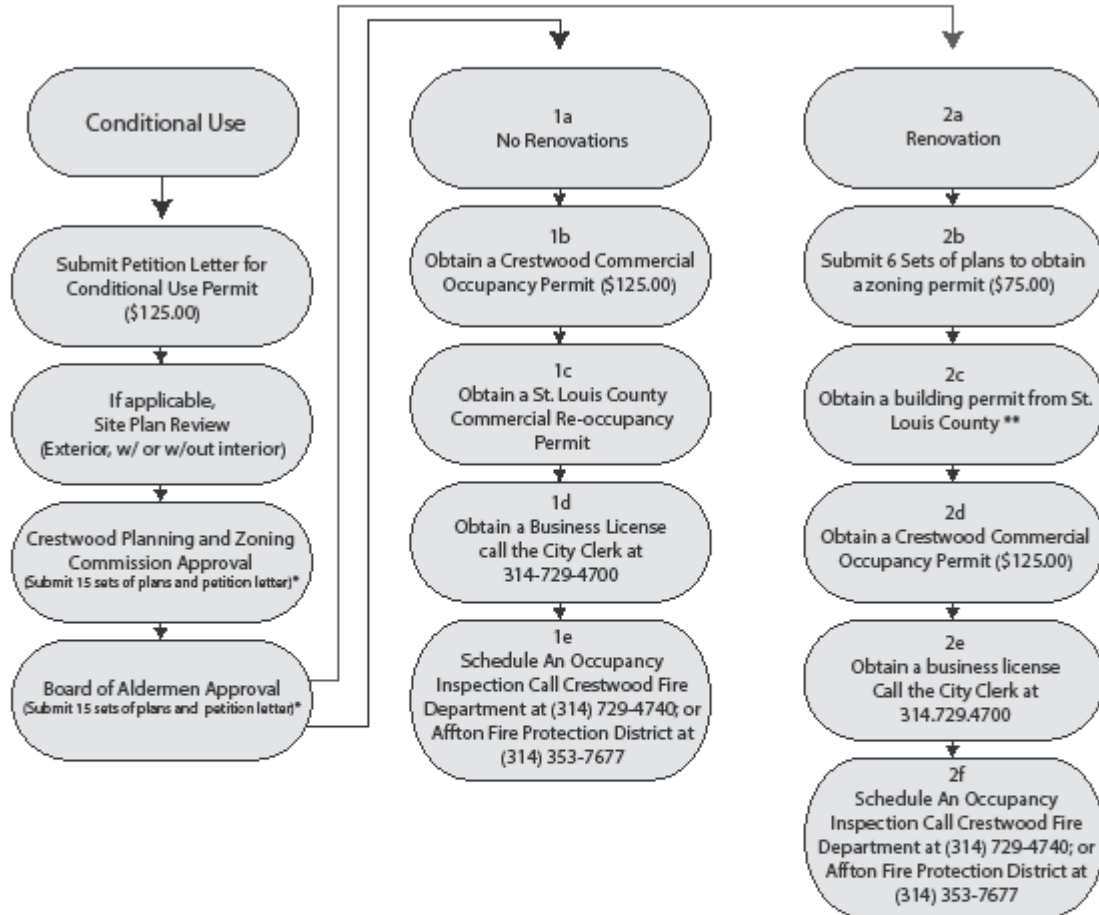 Conditional Use
Submit Petition Letter for
Conditional Use Permit
($125.00)
If applicable,
Site Plan Review
(Exterior, w/ or w/out interior)
Crestwood Planning and Zoning
Commission Approval
(Submit 15 sets of plans and petition letter)*
Board of Aldermen Approval
(Submit 15 sets of plans and petition letter)*
1a
No Renovations
1b
Obtain a Crestwood Commercial
Occupancy Permit ($125.00)
1c
Obtain a St. Louis County
Commercial Re-occupancy
Permit
1d
Obtain a Business License
call the City Clerk at
314-729-4700
1e
Schedule An Occupancy
Inspection Call Crestwood Fire
Department at (314) 729-4740; or
Affton Fire Protection District at
(314) 353-7677
2a
Renovation
2b
Submit 6 Sets of plans to obtain
a zoning permit ($75.00)
2c
Obtain a building permit from St.
Louis County **
2d
Obtain a Crestwood Commercial
Occupancy Permit ($125.00)
2e
Obtain a business license
Call the City Clerk at
314.729.4700
2f
Schedule An Occupancy
Inspection Call Crestwood Fire
Department at (314) 729-4740; or
Affton Fire Protection District at
(314) 353-7677